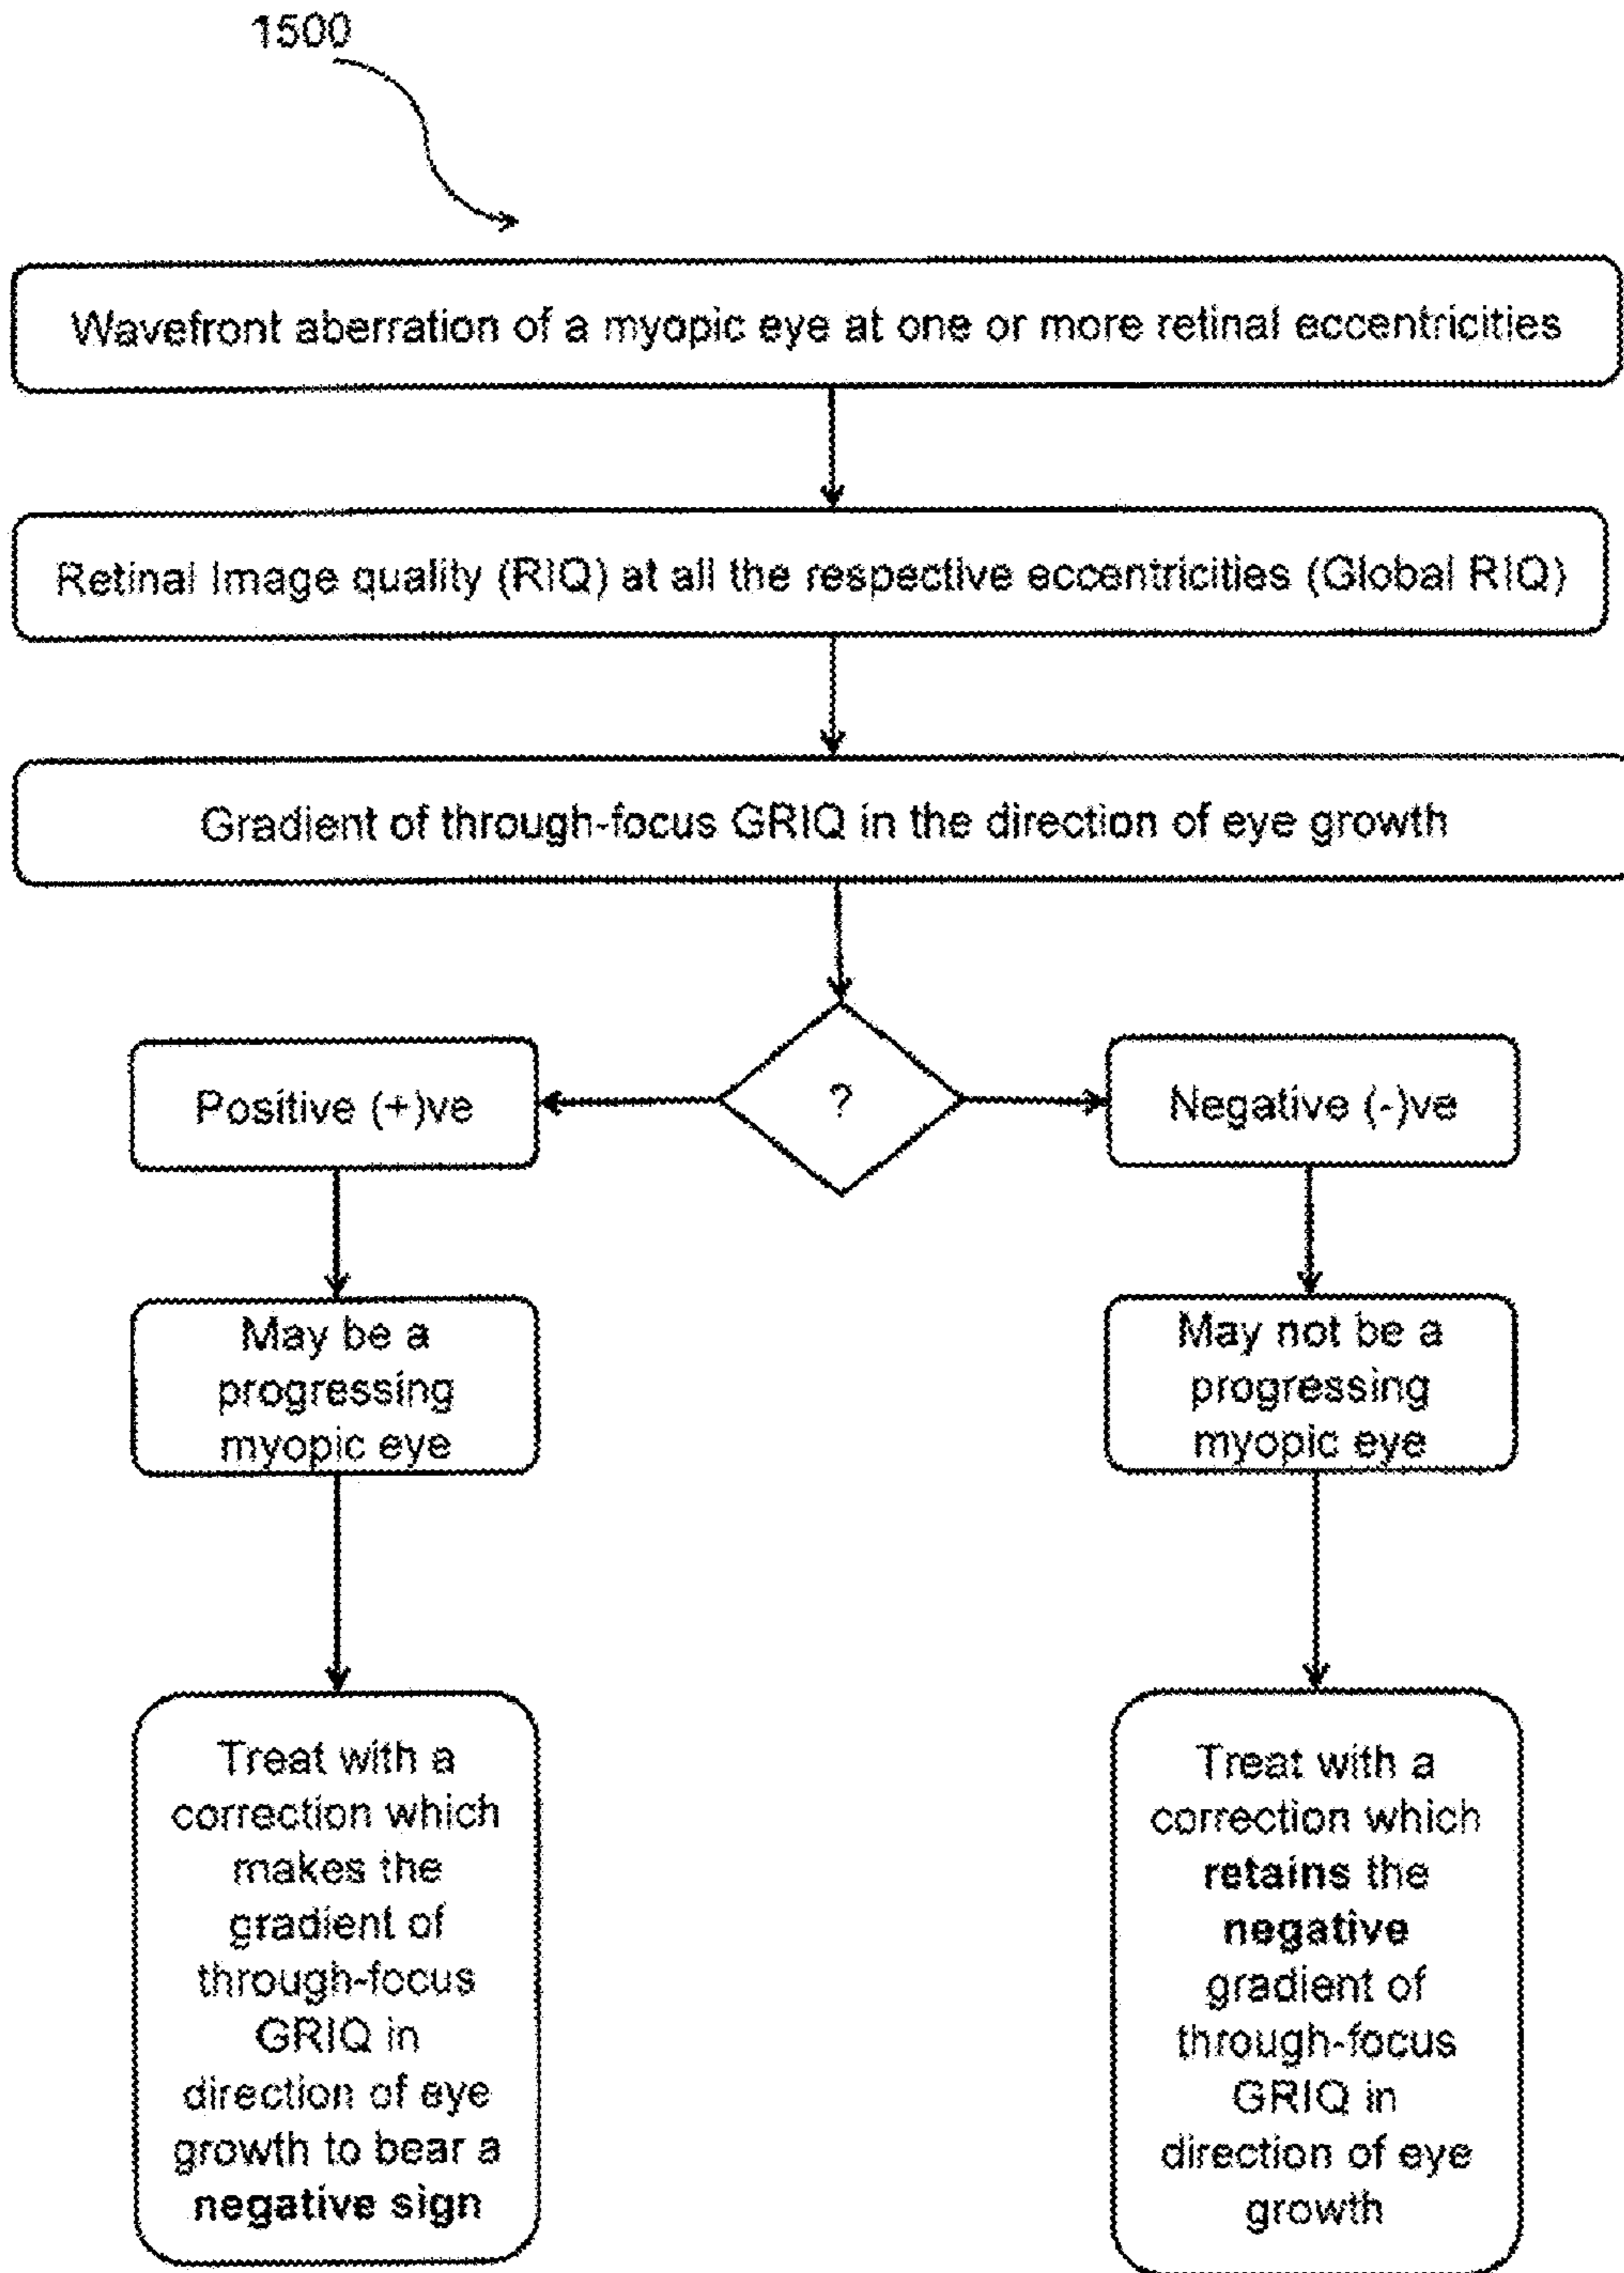 1500
Wavefront aberration of a myopic eye at one or more retinal eccentricities
Retinal Image quality (RIQ) at all the respective eccentricities (Global RIQ)
Gradient of through-focus GRIQ in the direction of eye growth
Positive (+)ve
?
Negative (-)ve
May be a
progressing
myopic eye
May not be a
progressing
myopic eye
Treat with a
correction which
makes the
gradient of
through-focus
GRIQ in
direction of eye
growth to bear a
negative sign
Treat with a
correction which
retains the
negative
gradient of
through-focus
GRIQ in
direction of eye
growth